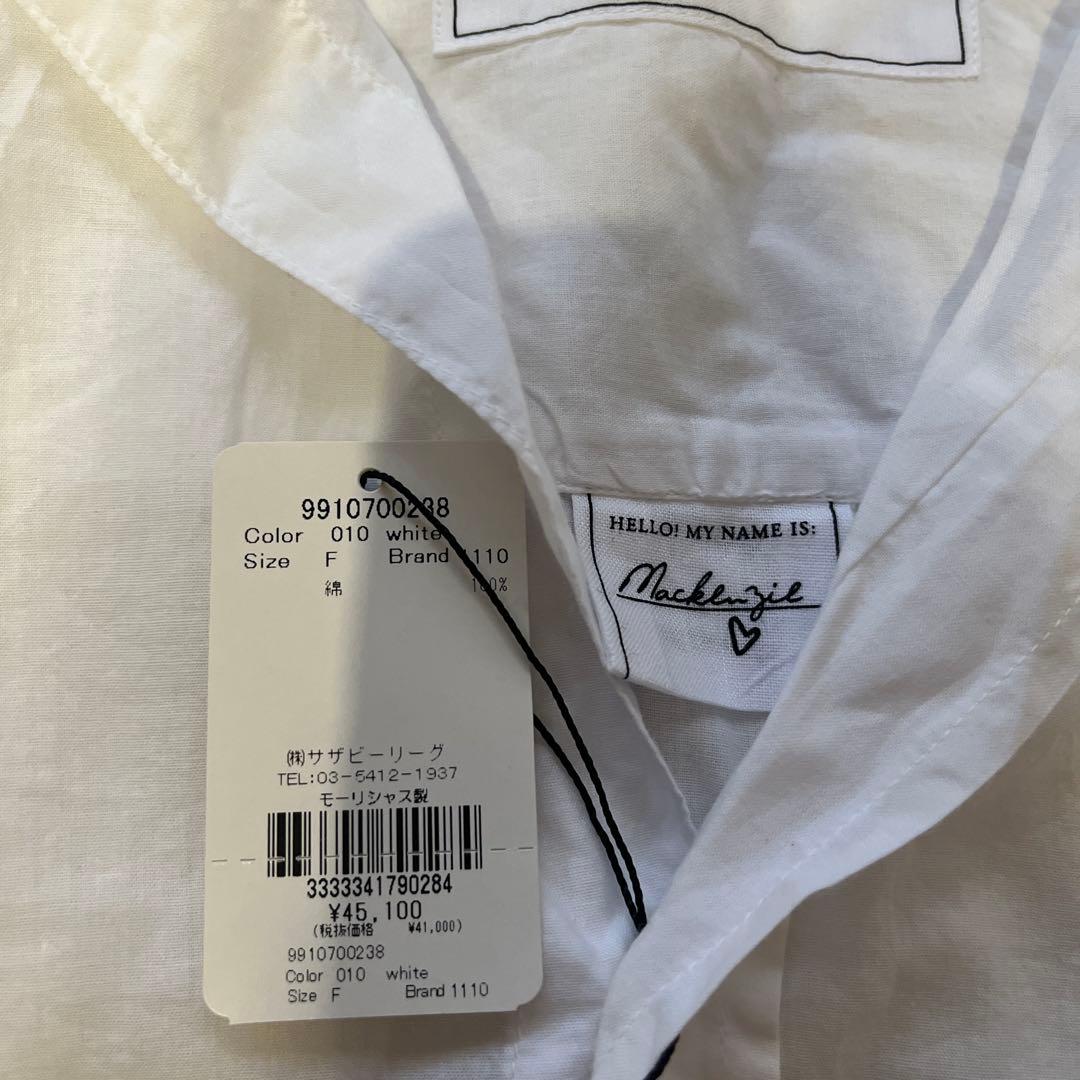 9910700238
Color 010 white
Size F Brand 1110
綿 100%
㈱サザビーリーグ
TEL:03-5412-1937
モーリシャス製
3333341790284
¥45,100
(税抜価格 ¥41,000)
9910700238
Color 010 white
Size F Brand 1110
HELLO! MY NAME IS:
Mackenzie